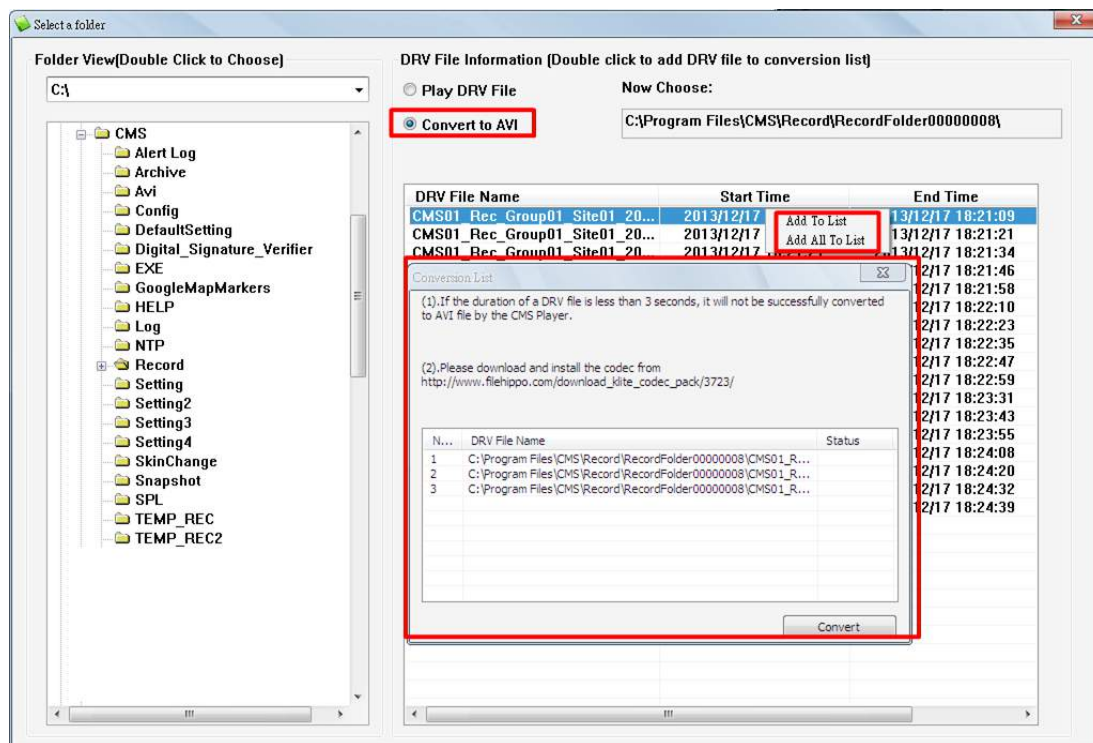 Select a folder
Folder View(Double Click to Choose)
C:\
CMS
Alert Log
Archive
Avi
Config
DefaultSetting
Digital_Signature_Verifier
EXE
GoogleMapMarkers
HELP
Log
NTP
Record
Setting
Setting2
Setting3
Setting4
SkinChange
Snapshot
SPL
TEMP_REC
TEMP_REC2
DRV File Information (Double click to add DRV file to conversion list)
Play DRV File
Convert to AVI
Now Choose:
C:\Program Files\CMS\Record\RecordFolder00000008\
DRV File Name Start Time End Time
CMS01_Rec_Group01_Site01_20... 2013/12/17 13/12/17 18:21:09
CMS01_Rec_Group01_Site01_20... 2013/12/17 13/12/17 18:21:21
CMS01_Rec_Group01_Site01_20... 2013/12/17 18:21:34
12/17 18:21:46
12/17 18:21:58
12/17 18:22:10
12/17 18:22:23
12/17 18:22:35
12/17 18:22:47
12/17 18:22:59
12/17 18:23:31
12/17 18:23:43
12/17 18:23:55
12/17 18:24:08
12/17 18:24:20
12/17 18:24:32
12/17 18:24:39
Add To List
Add All To List
Conversion List
(1).If the duration of a DRV file is less than 3 seconds, it will not be successfully converted
to AVI file by the CMS Player.
(2).Please download and install the codec from
http://www.filehippo.com/download_klite_codec_pack/3723/
N... DRV File Name Status
1 C:\Program Files\CMS\Record\RecordFolder00000008\CMS01_R...
2 C:\Program Files\CMS\Record\RecordFolder00000008\CMS01_R...
3 C:\Program Files\CMS\Record\RecordFolder00000008\CMS01_R...
Convert